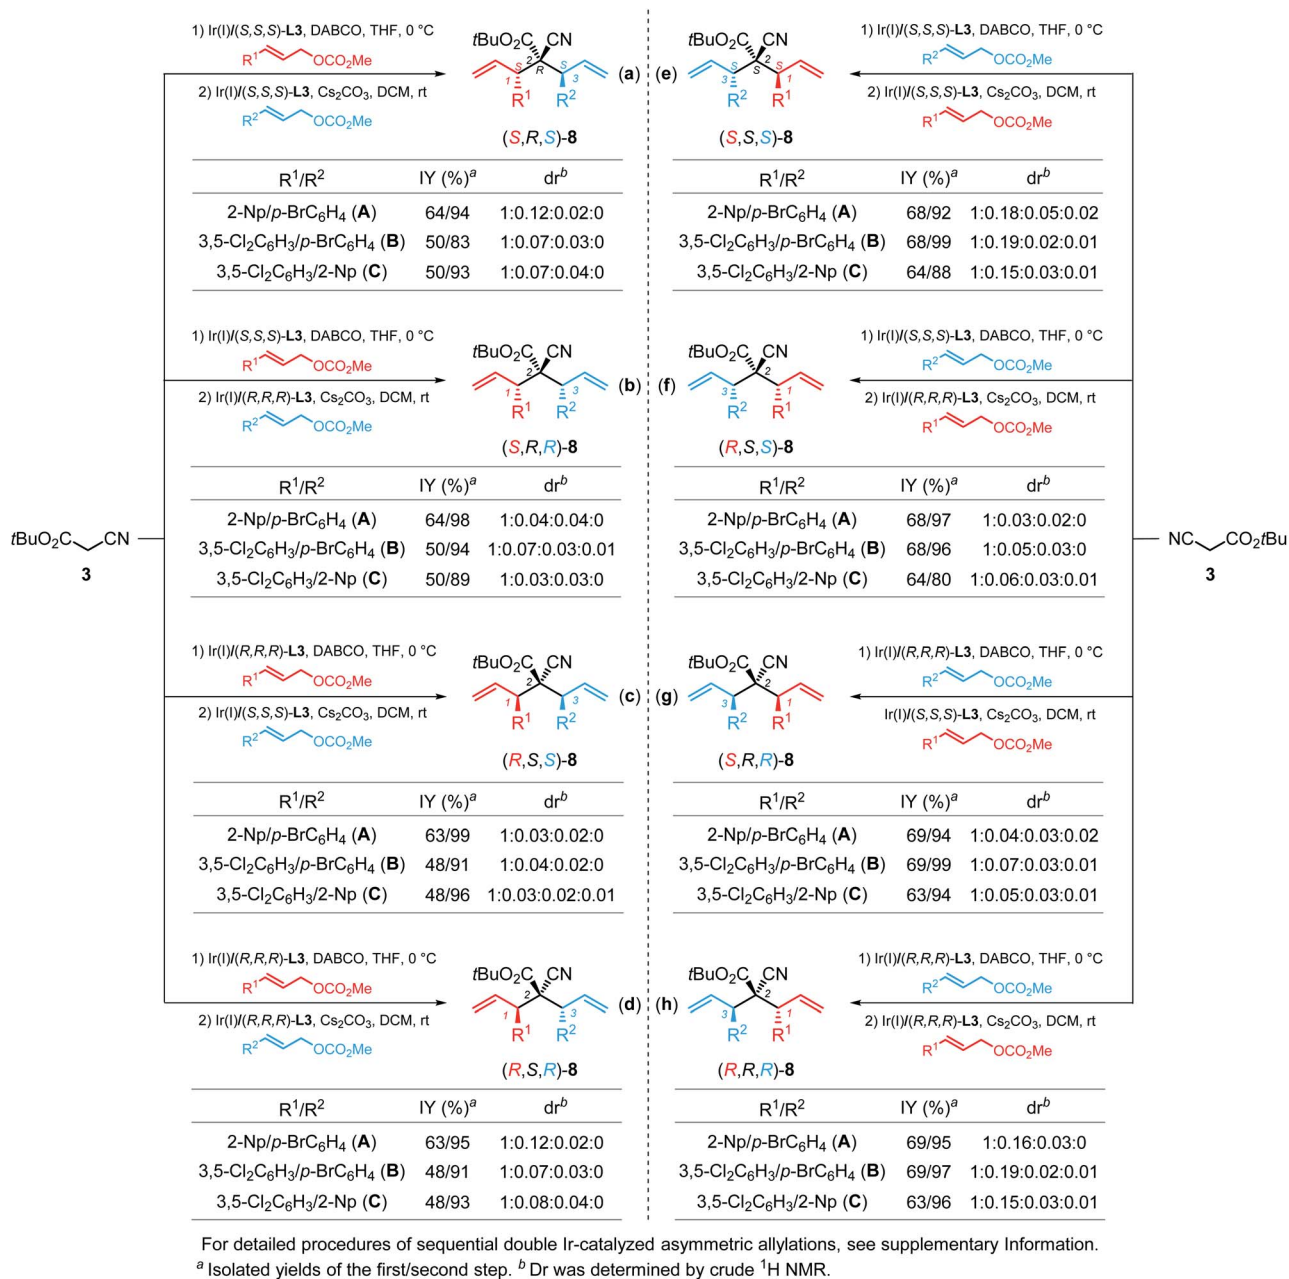 1) Ir(I)/(S,S,S)-L3, DABCO, THF, 0 °C
R1 OCO2Me
2) Ir(I)/(S,S,S)-L3, Cs2CO3, DCM, rt
R2 OCO2Me
tBuO2C CN
S 2 R S
1 3
R1 R2
(a)
(S,R,S)-8
R1/R2 IY (%)a drb
2-Np/p-BrC6H4 (A) 64/94 1:0.12:0.02:0
3,5-Cl2C6H3/p-BrC6H4 (B) 50/83 1:0.07:0.03:0
3,5-Cl2C6H3/2-Np (C) 50/93 1:0.07:0.04:0
1) Ir(I)/(S,S,S)-L3, DABCO, THF, 0 °C
R1 OCO2Me
2) Ir(I)/(R,R,R)-L3, Cs2CO3, DCM, rt
R2 OCO2Me
tBuO2C CN
2
1 3
R1 R2
(b)
(S,R,R)-8
R1/R2 IY (%)a drb
2-Np/p-BrC6H4 (A) 64/98 1:0.04:0.04:0
3,5-Cl2C6H3/p-BrC6H4 (B) 50/94 1:0.07:0.03:0.01
3,5-Cl2C6H3/2-Np (C) 50/89 1:0.03:0.03:0
tBuO2C CN
3
1) Ir(I)/(R,R,R)-L3, DABCO, THF, 0 °C
R1 OCO2Me
2) Ir(I)/(S,S,S)-L3, Cs2CO3, DCM, rt
R2 OCO2Me
tBuO2C CN
2
1 3
R1 R2
(c)
(R,S,S)-8
R1/R2 IY (%)a drb
2-Np/p-BrC6H4 (A) 63/99 1:0.03:0.02:0
3,5-Cl2C6H3/p-BrC6H4 (B) 48/91 1:0.04:0.02:0
3,5-Cl2C6H3/2-Np (C) 48/96 1:0.03:0.02:0.01
1) Ir(I)/(R,R,R)-L3, DABCO, THF, 0 °C
R1 OCO2Me
2) Ir(I)/(R,R,R)-L3, Cs2CO3, DCM, rt
R2 OCO2Me
tBuO2C CN
2
1 3
R1 R2
(d)
(R,S,R)-8
R1/R2 IY (%)a drb
2-Np/p-BrC6H4 (A) 63/95 1:0.12:0.02:0
3,5-Cl2C6H3/p-BrC6H4 (B) 48/91 1:0.07:0.03:0
3,5-Cl2C6H3/2-Np (C) 48/93 1:0.08:0.04:0
(e)
tBuO2C CN
S 2 S S
3 1
R2 R1
1) Ir(I)/(S,S,S)-L3, DABCO, THF, 0 °C
R2 OCO2Me
2) Ir(I)/(S,S,S)-L3, Cs2CO3, DCM, rt
R1 OCO2Me
(S,S,S)-8
R1/R2 IY (%)a drb
2-Np/p-BrC6H4 (A) 68/92 1:0.18:0.05:0.02
3,5-Cl2C6H3/p-BrC6H4 (B) 68/99 1:0.19:0.02:0.01
3,5-Cl2C6H3/2-Np (C) 64/88 1:0.15:0.03:0.01
(f)
tBuO2C CN
2
3 1
R2 R1
1) Ir(I)/(S,S,S)-L3, DABCO, THF, 0 °C
R2 OCO2Me
2) Ir(I)/(R,R,R)-L3, Cs2CO3, DCM, rt
R1 OCO2Me
(R,S,S)-8
R1/R2 IY (%)a drb
2-Np/p-BrC6H4 (A) 68/97 1:0.03:0.02:0
3,5-Cl2C6H3/p-BrC6H4 (B) 68/96 1:0.05:0.03:0
3,5-Cl2C6H3/2-Np (C) 64/80 1:0.06:0.03:0.01
NC CO2tBu
3
(g)
tBuO2C CN
2
3 1
R2 R1
1) Ir(I)/(R,R,R)-L3, DABCO, THF, 0 °C
R2 OCO2Me
Ir(I)/(S,S,S)-L3, Cs2CO3, DCM, rt
R1 OCO2Me
(S,R,R)-8
R1/R2 IY (%)a drb
2-Np/p-BrC6H4 (A) 69/94 1:0.04:0.03:0.02
3,5-Cl2C6H3/p-BrC6H4 (B) 69/99 1:0.07:0.03:0.01
3,5-Cl2C6H3/2-Np (C) 63/94 1:0.05:0.03:0.01
(h)
tBuO2C CN
2
3 1
R2 R1
1) Ir(I)/(R,R,R)-L3, DABCO, THF, 0 °C
R2 OCO2Me
2) Ir(I)/(R,R,R)-L3, Cs2CO3, DCM, rt
R1 OCO2Me
(R,R,R)-8
R1/R2 IY (%)a drb
2-Np/p-BrC6H4 (A) 69/95 1:0.16:0.03:0
3,5-Cl2C6H3/p-BrC6H4 (B) 69/97 1:0.19:0.02:0.01
3,5-Cl2C6H3/2-Np (C) 63/96 1:0.15:0.03:0.01
For detailed procedures of sequential double Ir-catalyzed asymmetric allylations, see supplementary Information.
a Isolated yields of the first/second step. b Dr was determined by crude 1H NMR.